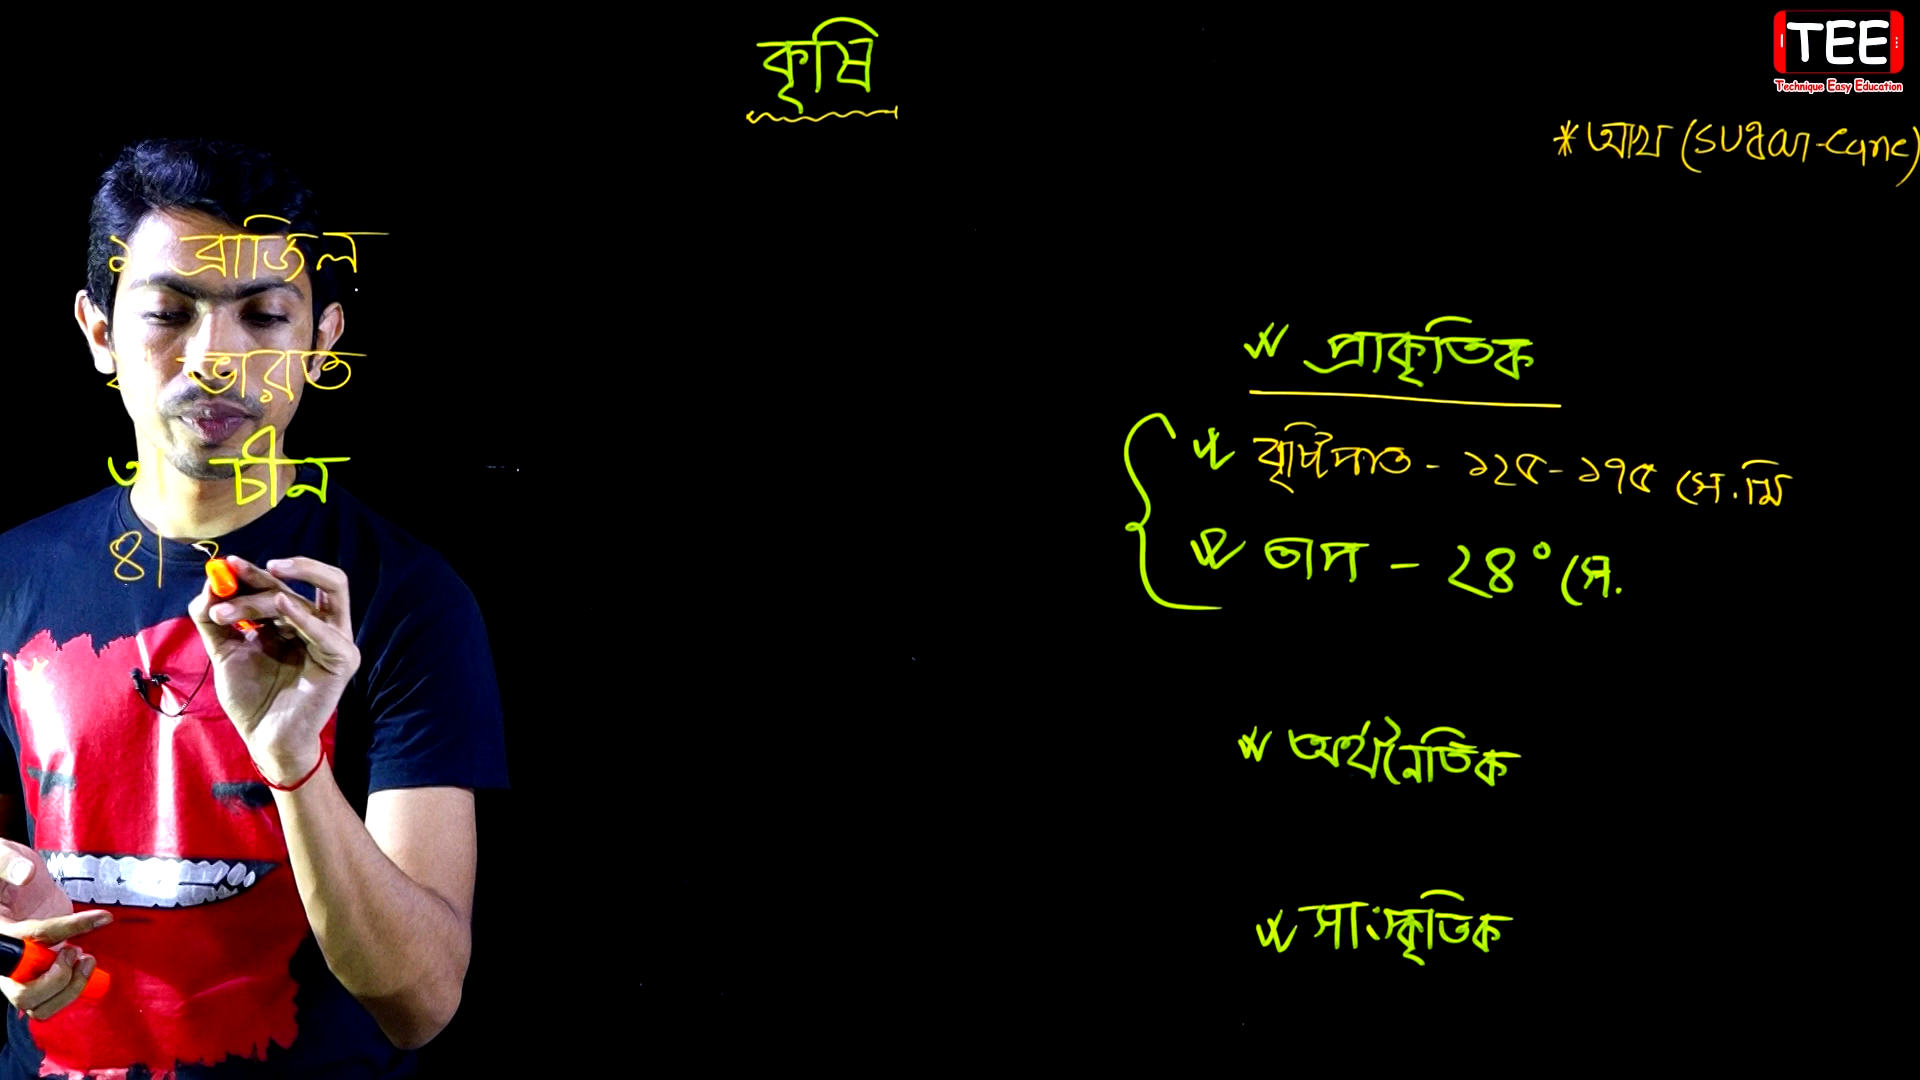 কৃষি
TEE
Technique Easy Education
* আখ (sugar-cane)
১। ব্রাজিল
২। ভারত
৩। চীন
৪।
প্রাকৃতিক
বৃষ্টিপাত - ১২৫-১৭৫ সে.মি
তাপ - ২৪° সে.
অর্থনৈতিক
সাংস্কৃতিক